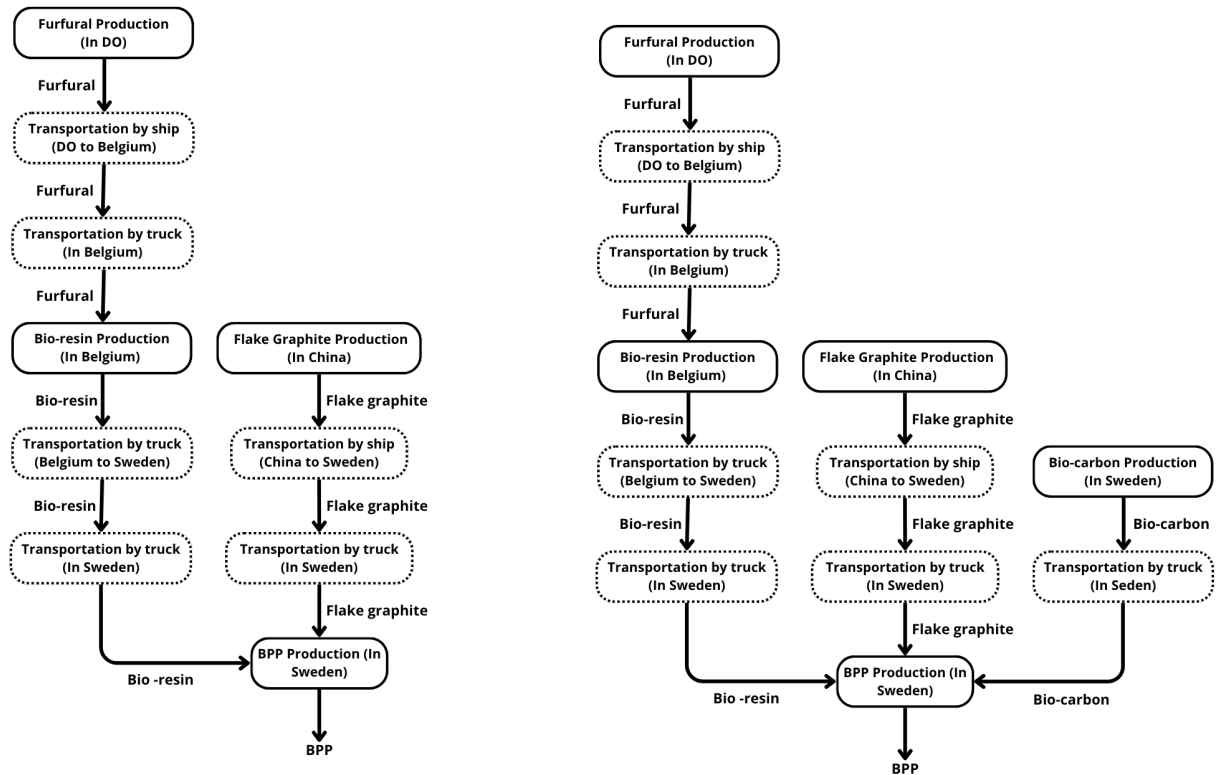 Furfural Production
(In DO)
Furfural
Transportation by ship
(DO to Belgium)
Furfural
Transportation by truck
(In Belgium)
Furfural
Bio-resin Production
(In Belgium)
Bio-resin
Transportation by truck
(Belgium to Sweden)
Bio-resin
Transportation by truck
(In Sweden)
Bio -resin
Flake Graphite Production
(In China)
Flake graphite
Transportation by ship
(China to Sweden)
Flake graphite
Transportation by truck
(In Sweden)
Flake graphite
BPP Production (In
Sweden)
BPP
Furfural Production
(In DO)
Furfural
Transportation by ship
(DO to Belgium)
Furfural
Transportation by truck
(In Belgium)
Furfural
Bio-resin Production
(In Belgium)
Bio-resin
Transportation by truck
(Belgium to Sweden)
Bio-resin
Transportation by truck
(In Sweden)
Bio -resin
Flake Graphite Production
(In China)
Flake graphite
Transportation by ship
(China to Sweden)
Flake graphite
Transportation by truck
(In Sweden)
Flake graphite
Bio-carbon Production
(In Sweden)
Bio-carbon
Transportation by truck
(In Seden)
Bio-carbon
BPP Production (In
Sweden)
BPP